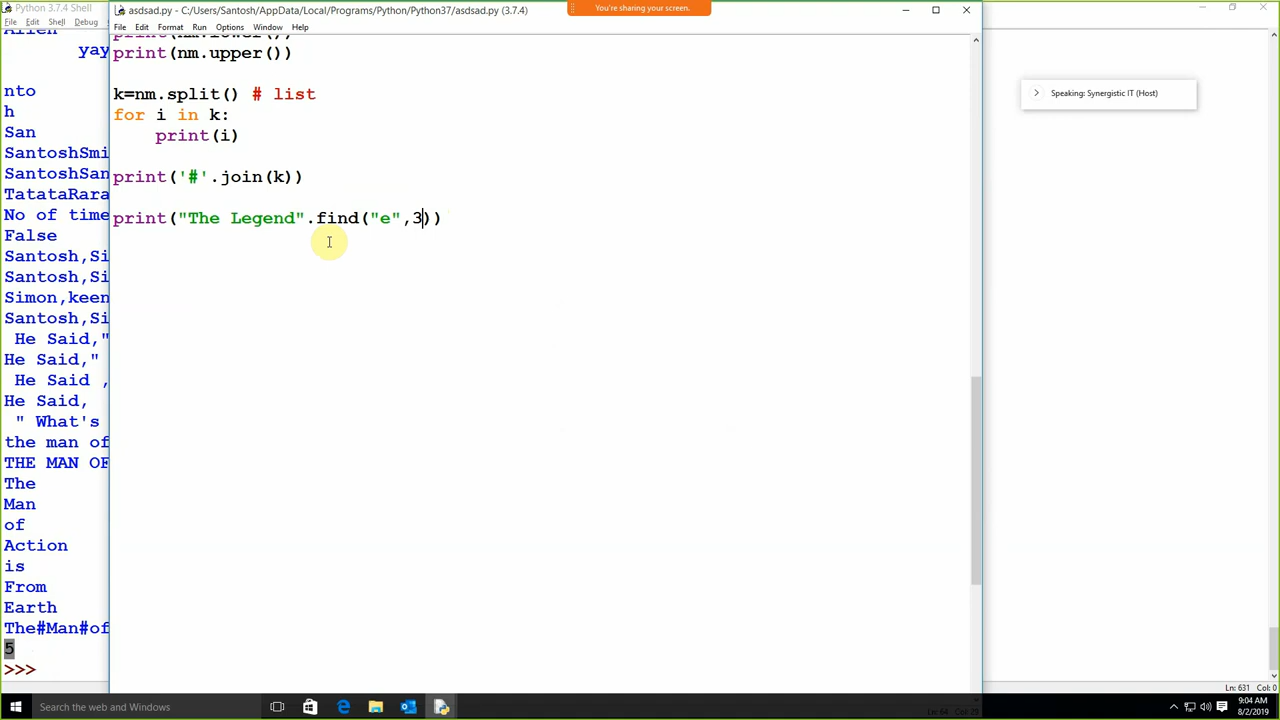 Python 3.7.4 Shell
File Edit Shell Debug
asdsad.py - C:/Users/Santosh/AppData/Local/Programs/Python/Python37/asdsad.py (3.7.4)
You're sharing your screen.
File Edit Format Run Options Window Help
Speaking: Synergistic IT (Host)
print(nm.lower())
print(nm.upper())
k=nm.split() # list
for i in k:
print(i)
print('#'.join(k))
print("The Legend".find("e",3))
Allen
yay
nto
h
San
SantoshSmi
SantoshSan
TatataRara
No of time
False
Santosh,Si
Santosh,Si
Simon,keen
Santosh,Si
He Said,"
He Said,"
He Said ,
He Said,
" What's
the man of
THE MAN OF
The
Man
of
Action
is
From
Earth
The#Man#of
5
>>>
Ln: 631 Col: 0
Search the web and Windows
9:04 AM
8/2/2019